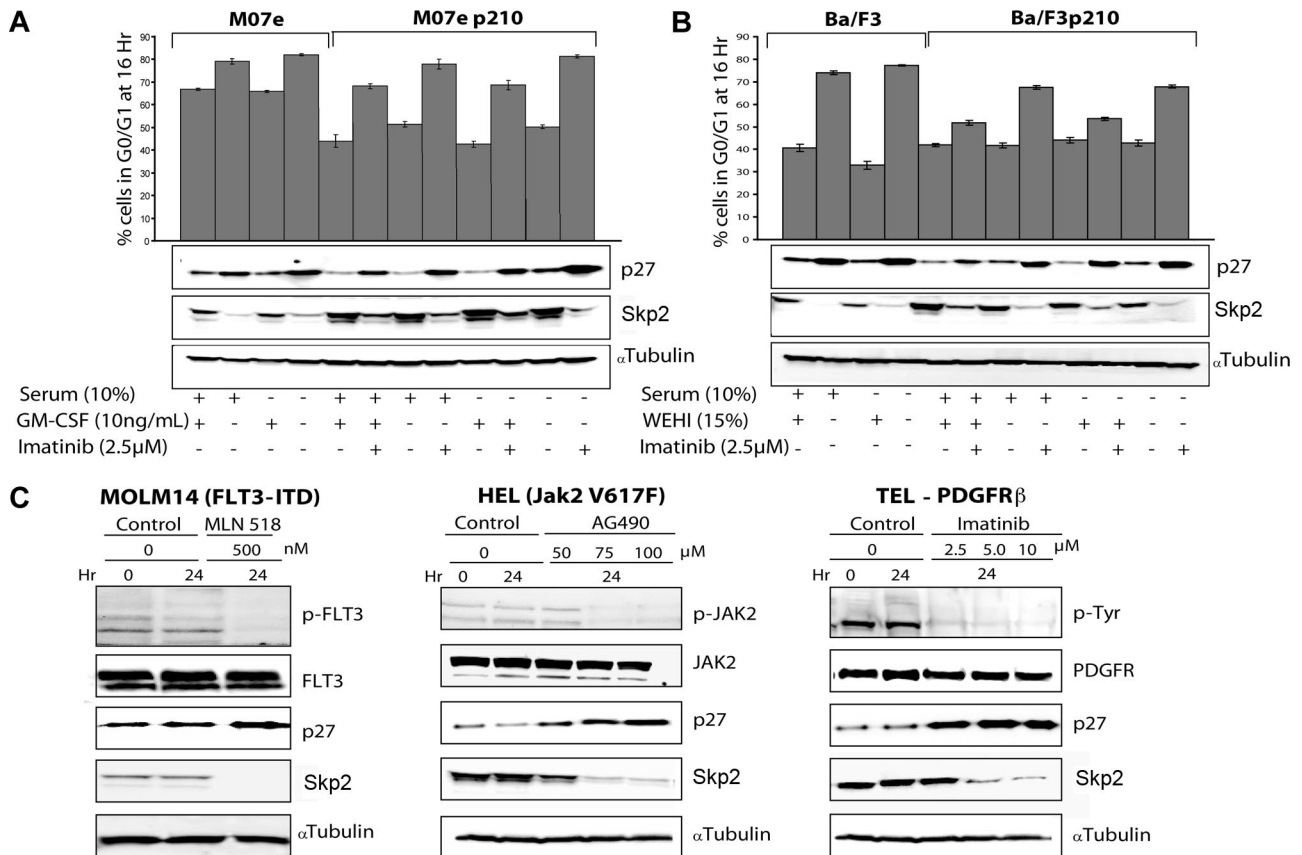 A
M07e
M07e p210
% cells in G0/G1 at 16 Hr
90
80
70
60
50
40
30
20
10
0
p27
Skp2
αTubulin
Serum (10%) + + - - + + + + - - - -
GM-CSF (10ng/mL) + - + - + + - - + + - -
Imatinib (2.5μM) - - - - - + - + - + - +
B
Ba/F3
Ba/F3p210
% cells in G0/G1 at 16 Hr
90
80
70
60
50
40
30
20
10
0
p27
Skp2
αTubulin
Serum (10%) + + - - + + + + - - - -
WEHI (15%) + - + - + + - - + + - -
Imatinib (2.5μM) - - - - - + - + - + - +
C
MOLM14 (FLT3-ITD)
Control MLN 518
0 500 nM
Hr 0 24 24
p-FLT3
FLT3
p27
Skp2
αTubulin
HEL (Jak2 V617F)
Control AG490
0 50 75 100 μM
Hr 0 24 24
p-JAK2
JAK2
p27
Skp2
αTubulin
TEL - PDGFRβ
Control Imatinib
0 2.5 5.0 10 μM
Hr 0 24 24
p-Tyr
PDGFR
p27
Skp2
αTubulin